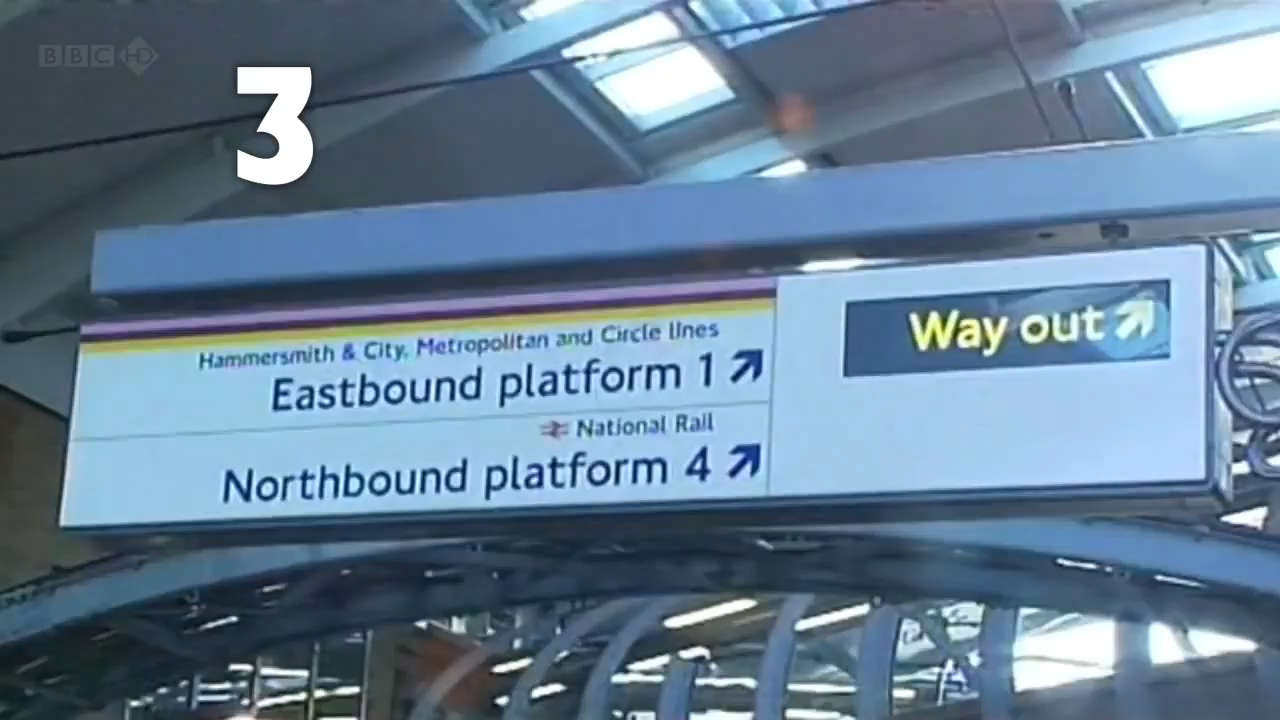 BBC HD
3
Hammersmith & City, Metropolitan and Circle lines
Eastbound platform 1
National Rail
Northbound platform 4
Way out